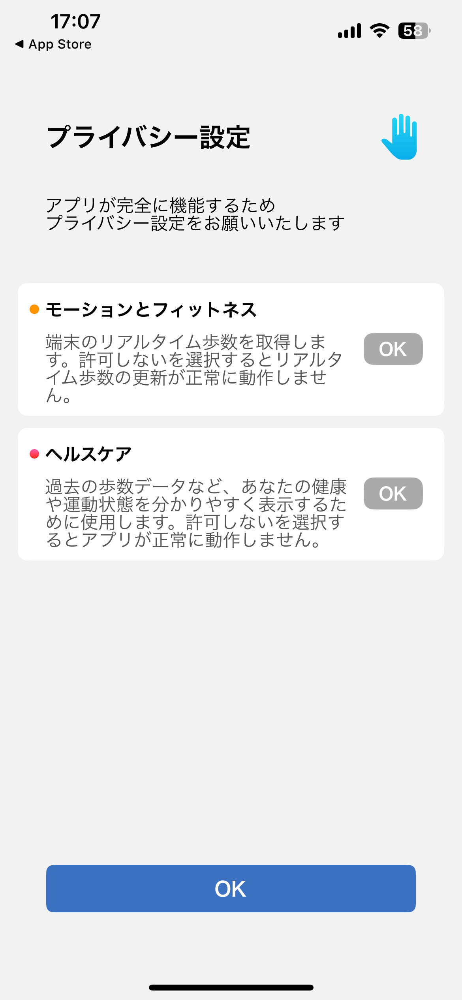 17:07
58
◀ App Store
プライバシー設定
アプリが完全に機能するため
プライバシー設定をお願いいたします
モーションとフィットネス
端末のリアルタイム歩数を取得しま
す。許可しないを選択するとリアルタ
イム歩数の更新が正常に動作しませ
ん。
OK
ヘルスケア
過去の歩数データなど、あなたの健康
や運動状態を分かりやすく表示するた
めに使用します。許可しないを選択す
るとアプリが正常に動作しません。
OK
OK